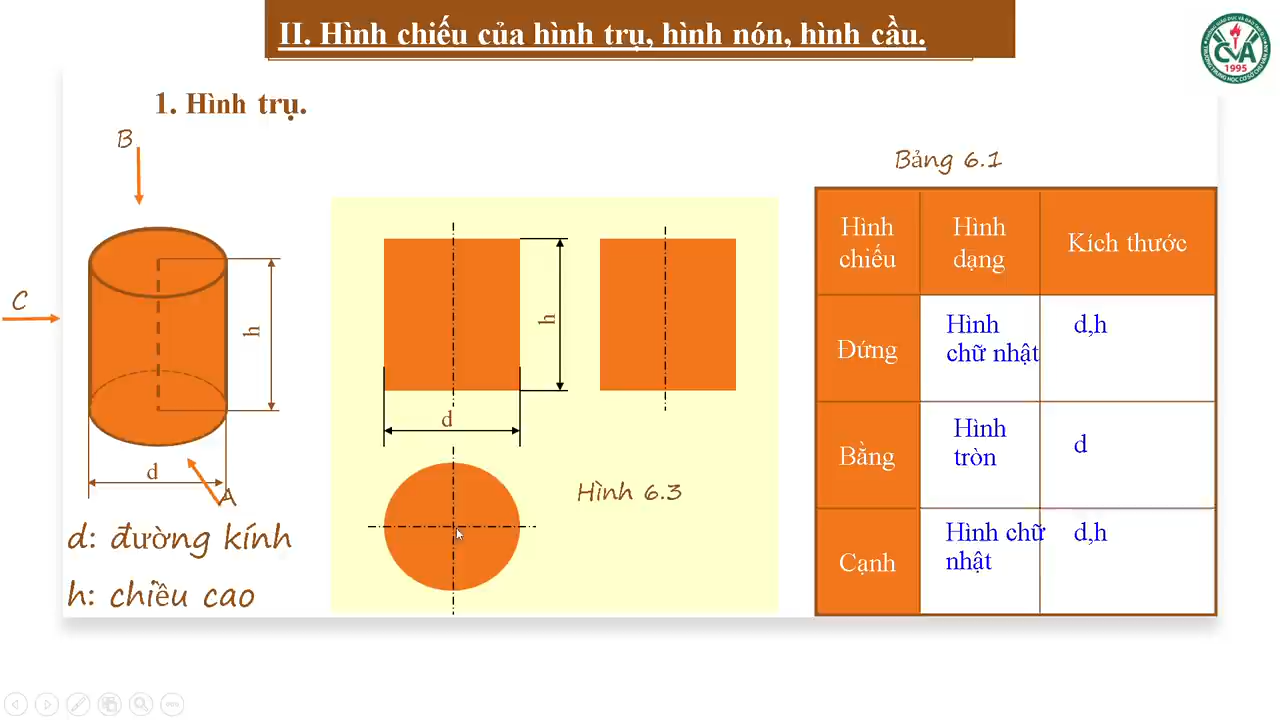 II. Hình chiếu của hình trụ, hình nón, hình cầu.
CVA
1995
1. Hình trụ.
B
C
h
d
A
d: đường kính
h: chiều cao
h
d
Hình 6.3
Bảng 6.1
Hình chiếu
Hình dạng
Kích thước
Đứng
Hình chữ nhật
d,h
Bằng
Hình tròn
d
Cạnh
Hình chữ nhật
d,h